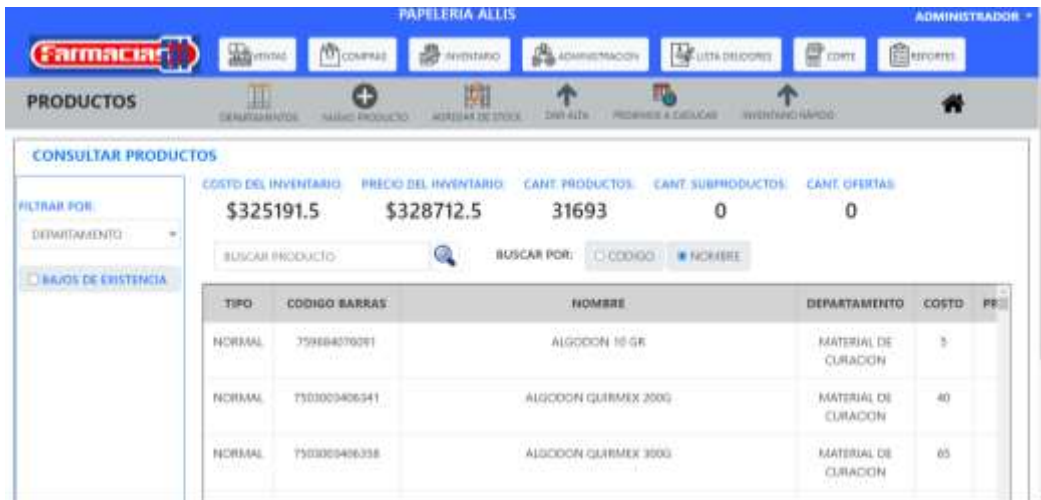 PAPELERIA ALLIS
ADMINISTRADOR
Farmacias
VENTAS COMPRAS INVENTARIO ADMINISTRACION LISTA DEUDORES CORTE REPORTES
PRODUCTOS
DEPARTAMENTOS NUEVO PRODUCTO AGREGAR DE STOCK DAR ALTA PROXIMOS A CADUCAR INVENTARIO RAPIDO
CONSULTAR PRODUCTOS
FILTRAR POR:
DEPARTAMENTO
BAJOS DE EXISTENCIA
COSTO DEL INVENTARIO: PRECIO DEL INVENTARIO: CANT. PRODUCTOS: CANT. SUBPRODUCTOS: CANT. OFERTAS:
$325191.5 $328712.5 31693 0 0
BUSCAR PRODUCTO BUSCAR POR: CODIGO NOMBRE
TIPO CODIGO BARRAS NOMBRE DEPARTAMENTO COSTO
NORMAL ALGODON 10 GR MATERIAL DE 5
CURACION
NORMAL 7503003406341 ALGODON QUIRMEX 200G MATERIAL DE 40
CURACION
NORMAL 7503003406358 ALGODON QUIRMEX 300G MATERIAL DE 65
CURACION